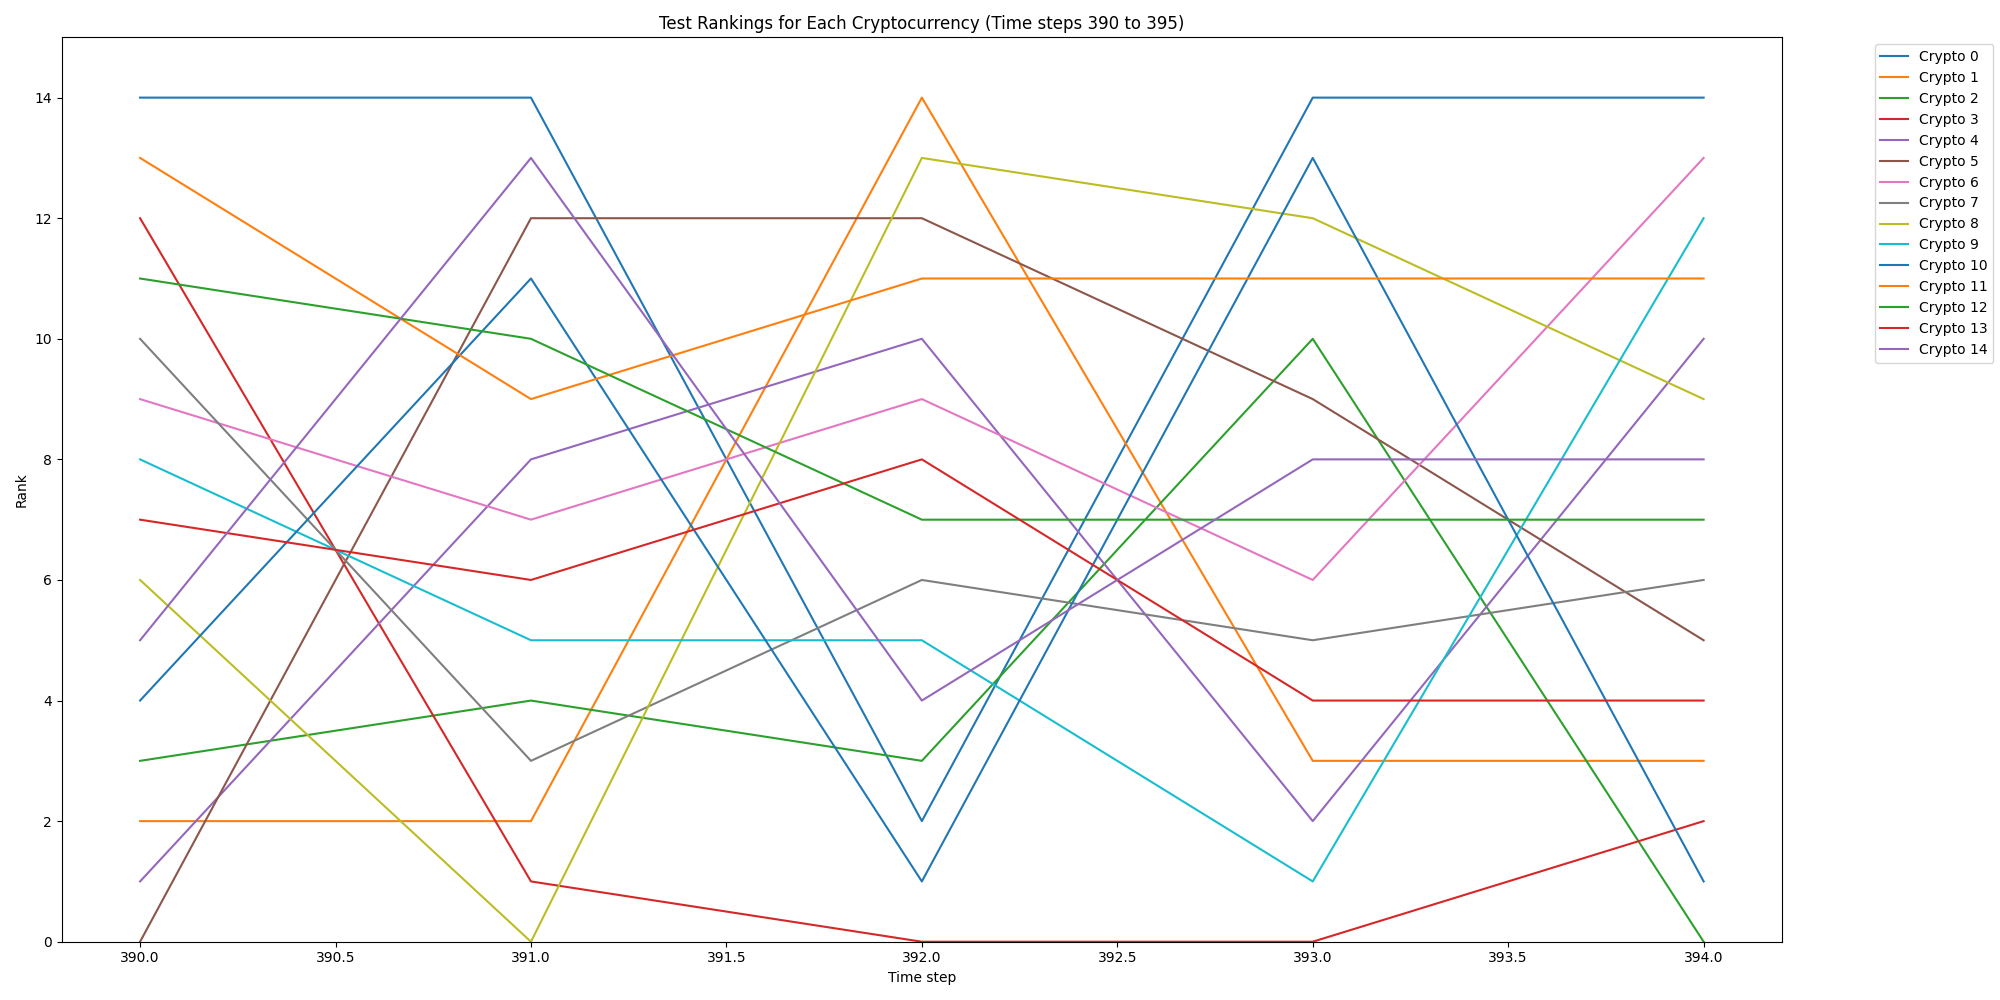 Test Rankings for Each Cryptocurrency (Time steps 390 to 395)
14
12
10
8
6
4
2
0
Rank
390.0
390.5
391.0
391.5
392.0
392.5
393.0
393.5
394.0
Time step
Crypto 0
Crypto 1
Crypto 2
Crypto 3
Crypto 4
Crypto 5
Crypto 6
Crypto 7
Crypto 8
Crypto 9
Crypto 10
Crypto 11
Crypto 12
Crypto 13
Crypto 14